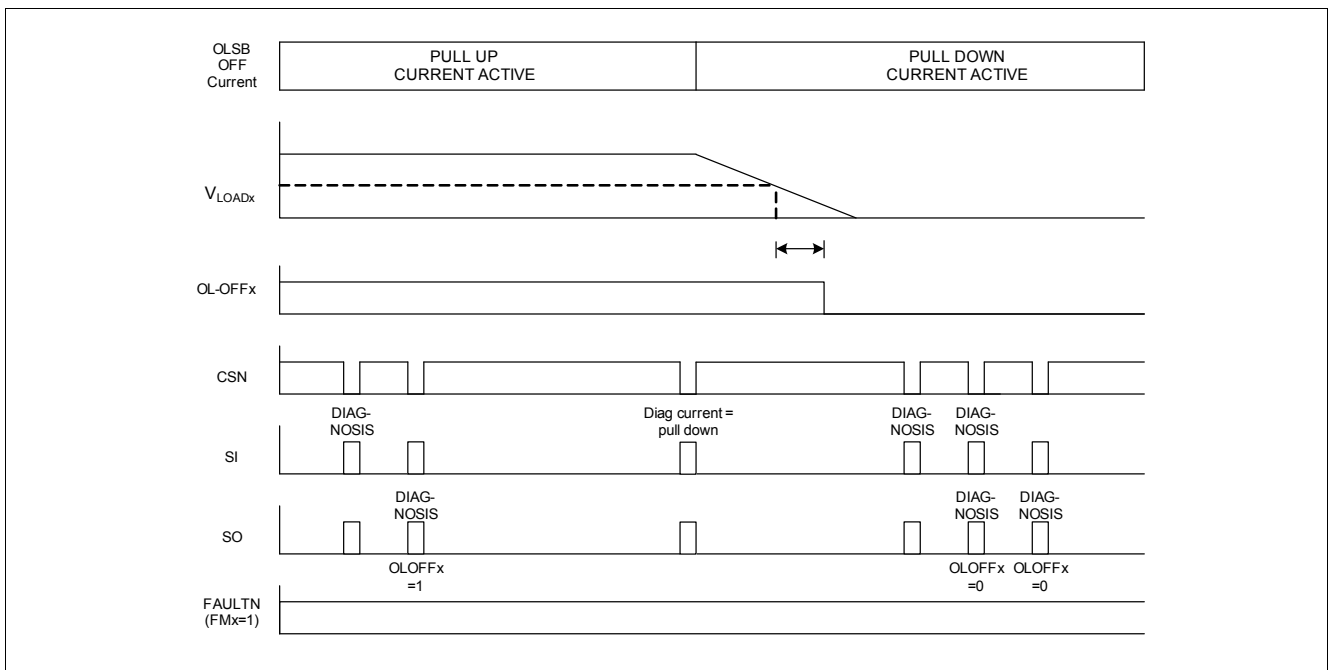 OLSB
OFF
Current
PULL UP
CURRENT ACTIVE
PULL DOWN
CURRENT ACTIVE
VLOADx
OL-OFFx
CSN
DIAG-
NOSIS
Diag current =
pull down
DIAG-
NOSIS
DIAG-
NOSIS
SI
DIAG-
NOSIS
DIAG-
NOSIS
DIAG-
NOSIS
SO
OLOFFx
=1
OLOFFx
=0
OLOFFx
=0
FAULTN
(FMx=1)